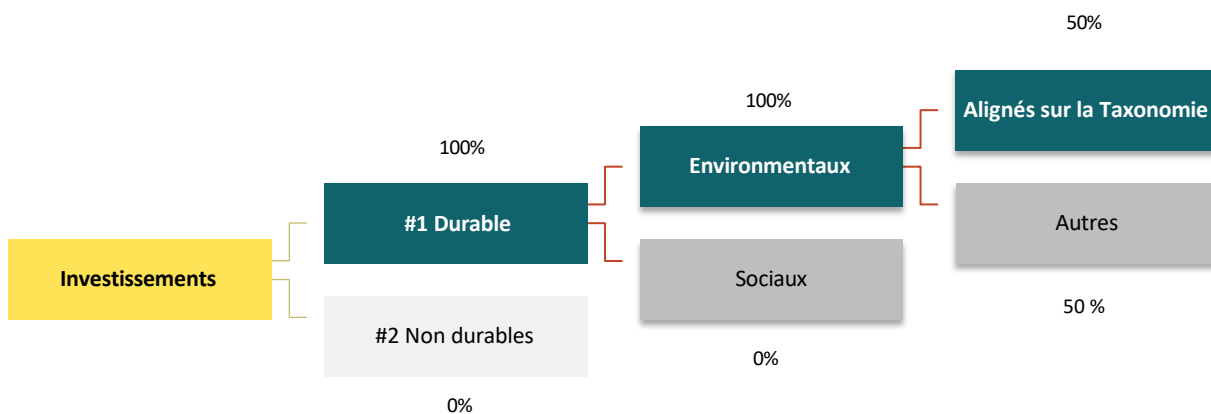 50%
Alignés sur la Taxonomie
100%
Environmentaux
100%
#1 Durable
Autres
Investissements
Sociaux
50 %
#2 Non durables
0%
0%